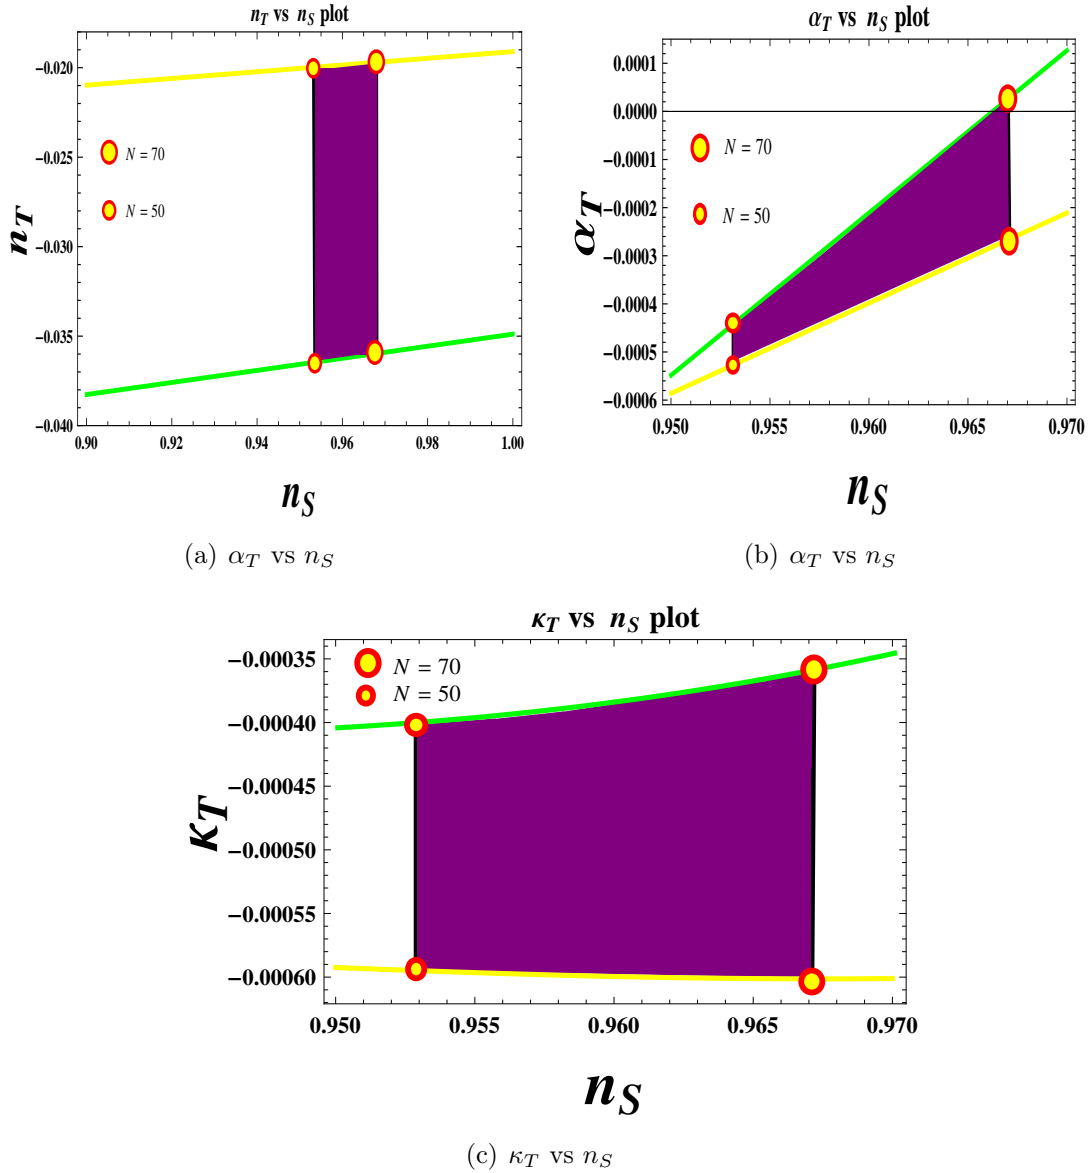 n_T vs n_S plot
−0.020
−0.025
−0.030
−0.035
−0.040
n_T
N = 70
N = 50
0.90 0.92 0.94 0.96 0.98 1.00
n_S
(a) α_T vs n_S
α_T vs n_S plot
0.0001
0.0000
−0.0001
−0.0002
−0.0003
−0.0004
−0.0005
−0.0006
α_T
N = 70
N = 50
0.950 0.955 0.960 0.965 0.970
n_S
(b) α_T vs n_S
κ_T vs n_S plot
−0.00035
−0.00040
−0.00045
−0.00050
−0.00055
−0.00060
κ_T
N = 70
N = 50
0.950 0.955 0.960 0.965 0.970
n_S
(c) κ_T vs n_S